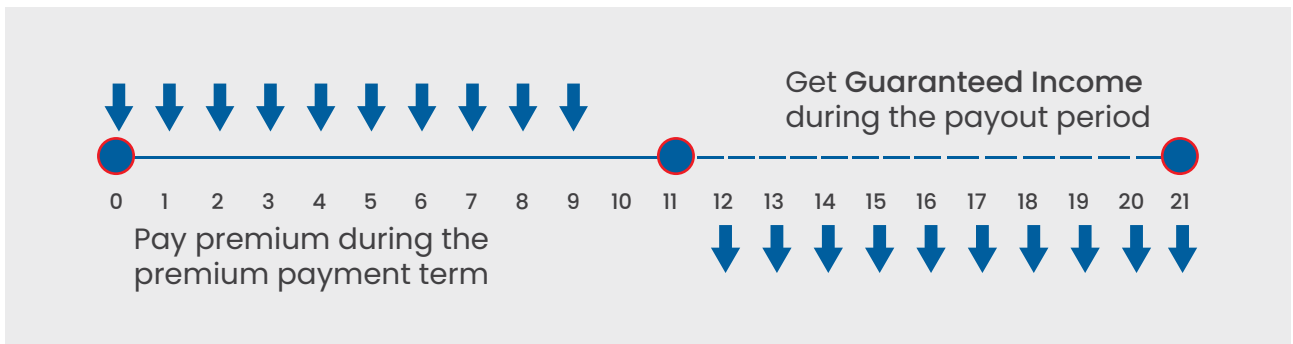 Get Guaranteed Income
during the payout period
0 1 2 3 4 5 6 7 8 9 10 11 12 13 14 15 16 17 18 19 20 21
Pay premium during the
premium payment term